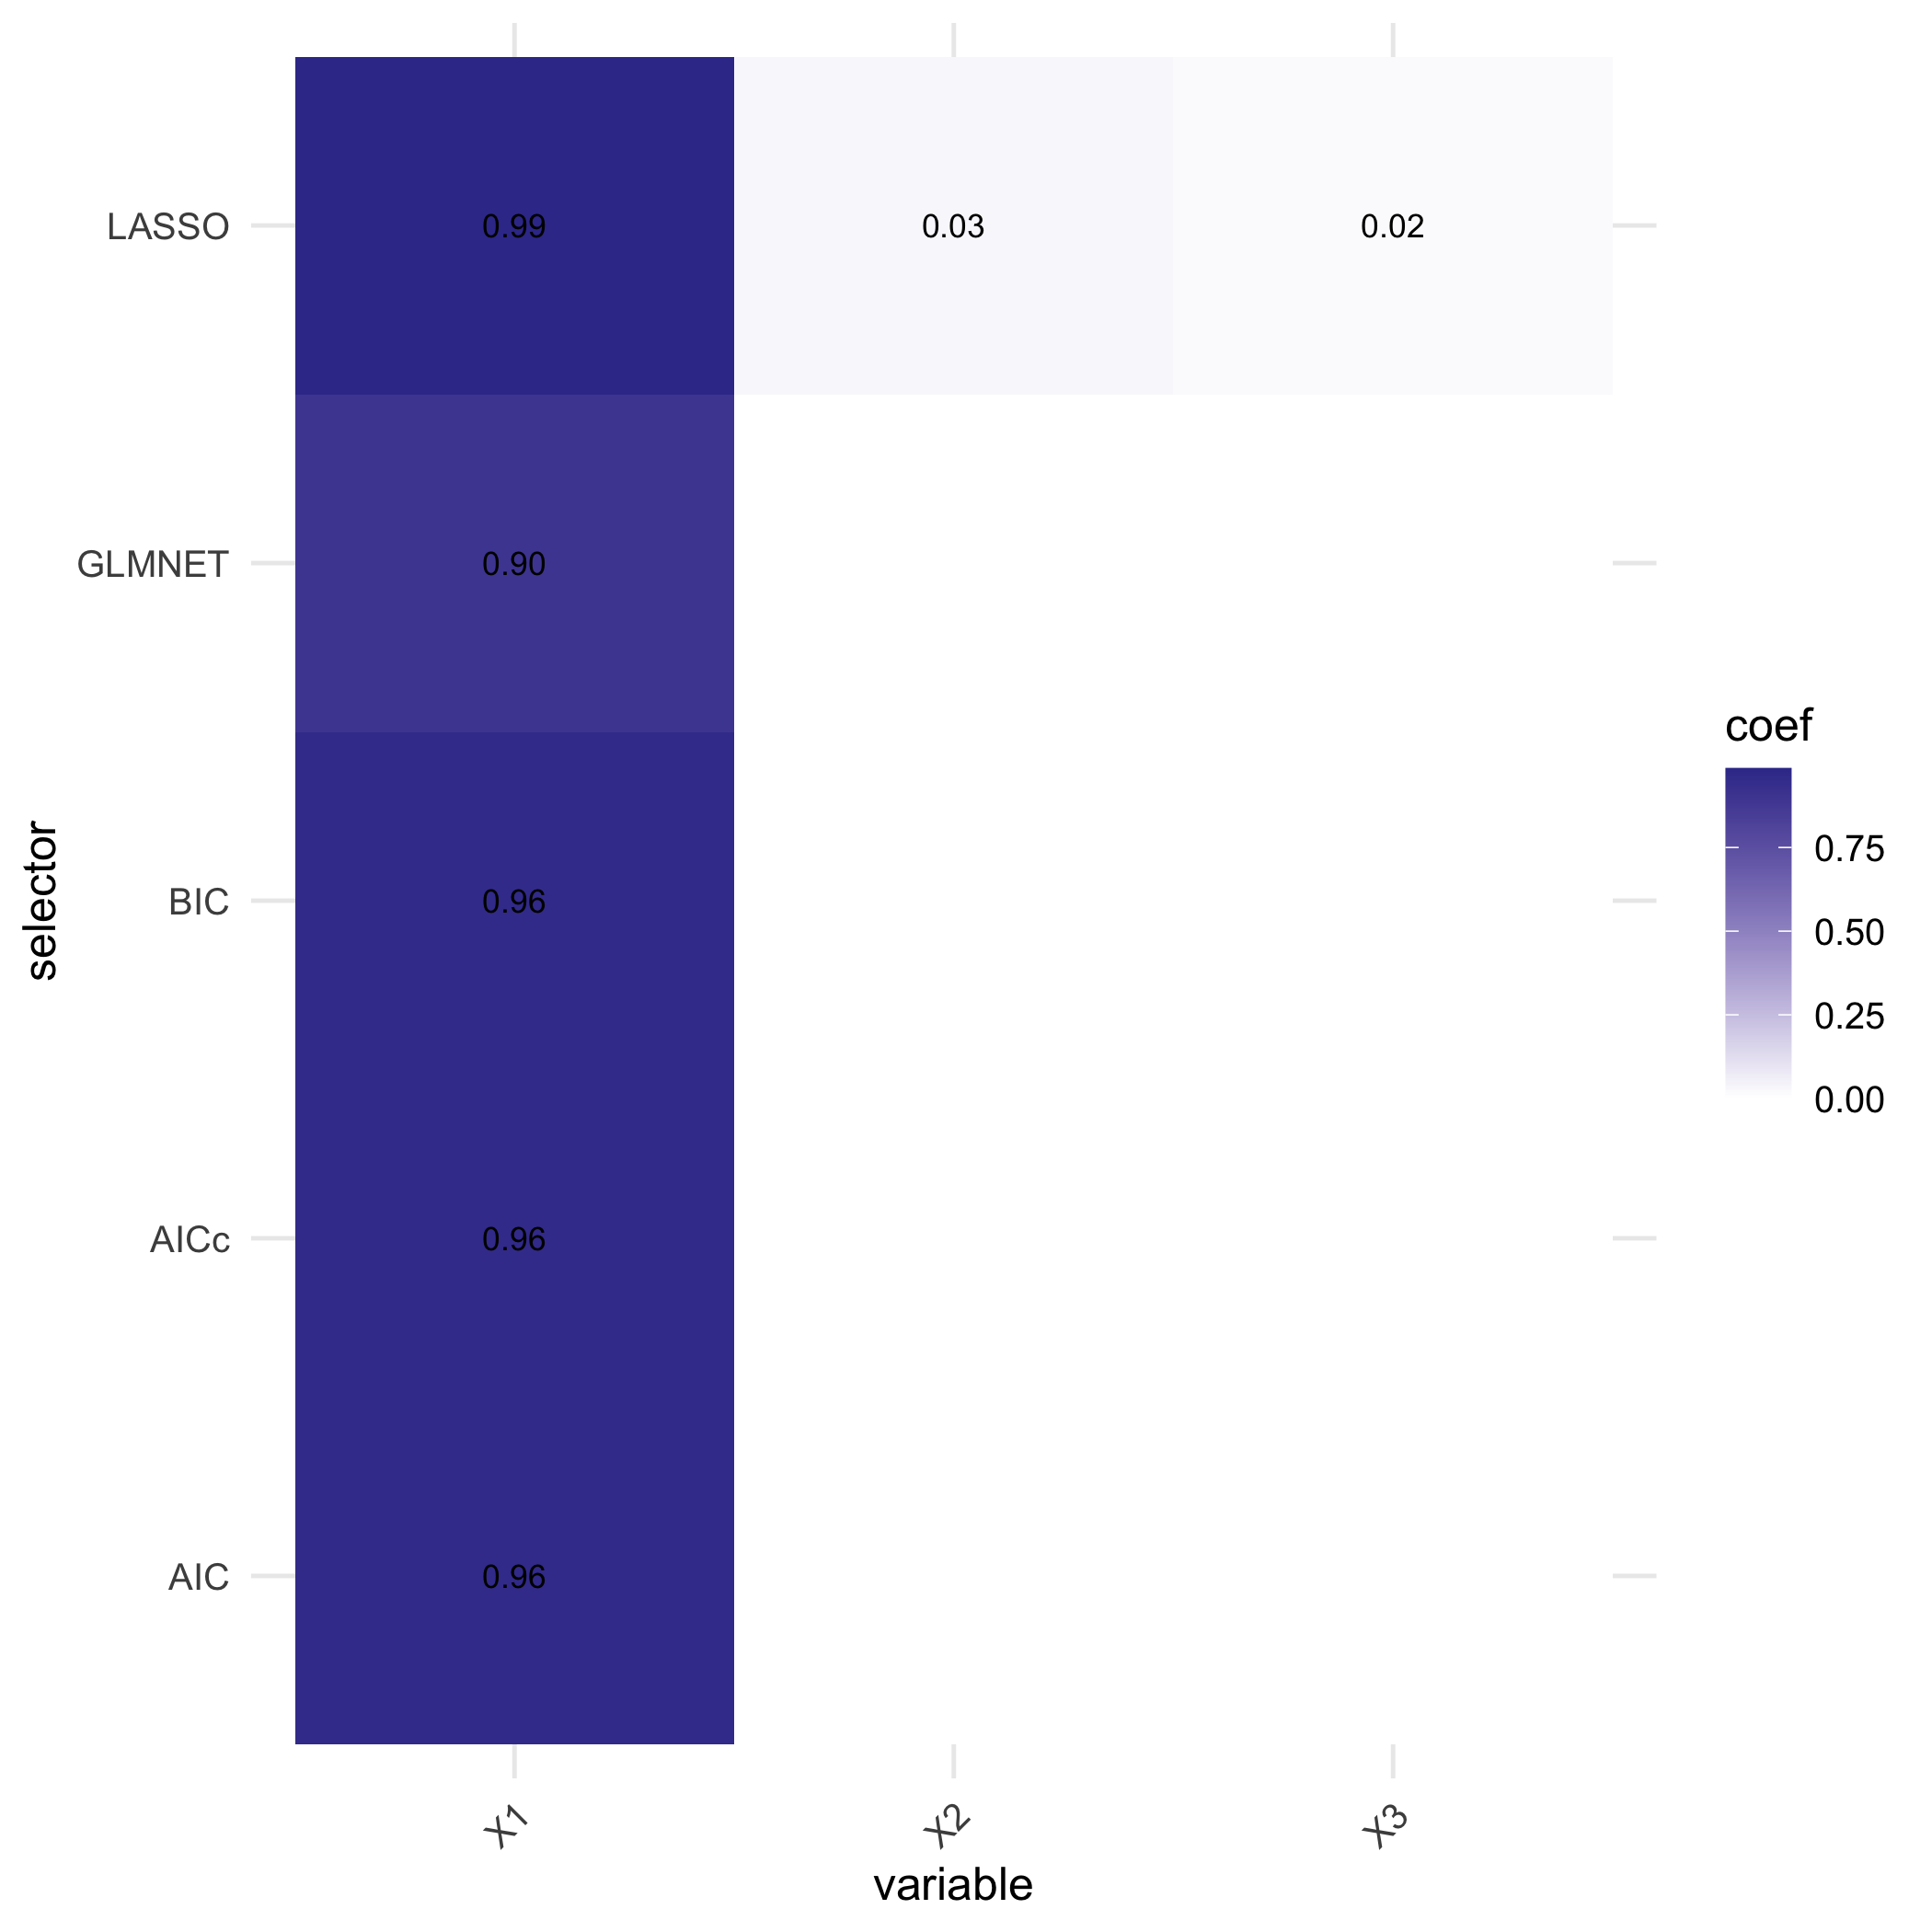 LASSO 0.99 0.03 0.02
GLMNET 0.90
BIC 0.96
AICc 0.96
AIC 0.96
selector
X1 X2 X3
variable
coef
0.75
0.50
0.25
0.00